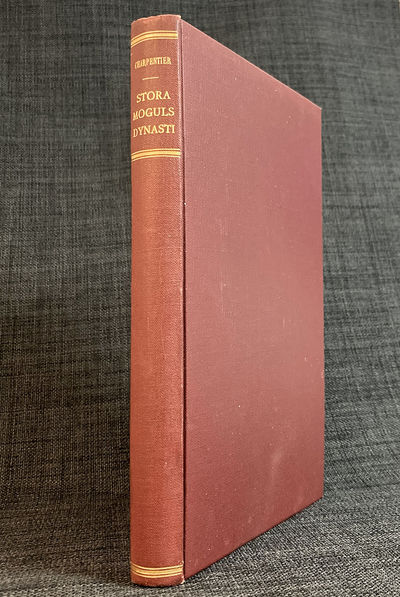 CHARPENTIER
STORA
MOGULS
DYNASTI